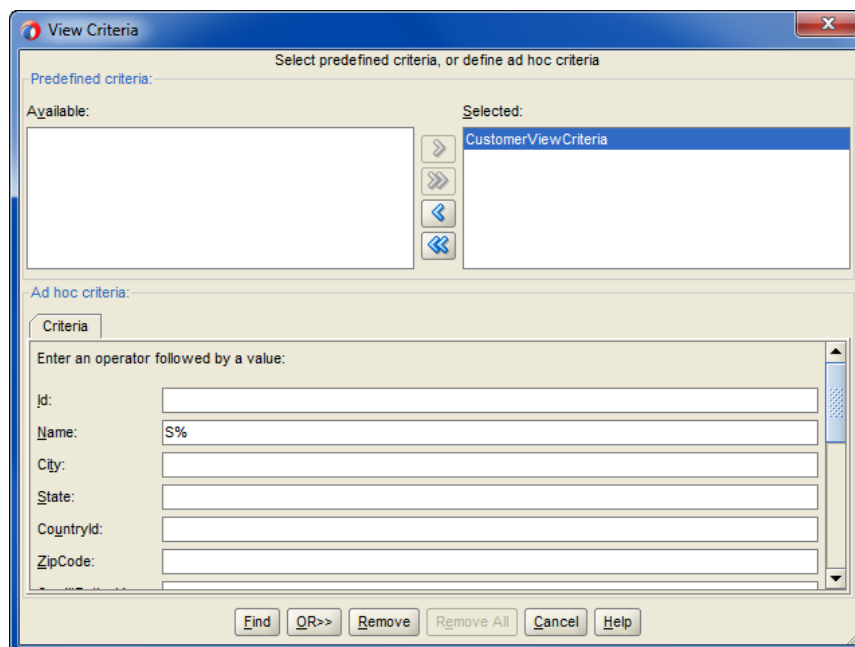 View Criteria
Select predefined criteria, or define ad hoc criteria
Predefined criteria:
Available:
Selected:
CustomerViewCriteria
Ad hoc criteria:
Criteria
Enter an operator followed by a value:
Id:
Name: S%
City:
State:
CountryId:
ZipCode:
Find OR>> Remove Remove All Cancel Help